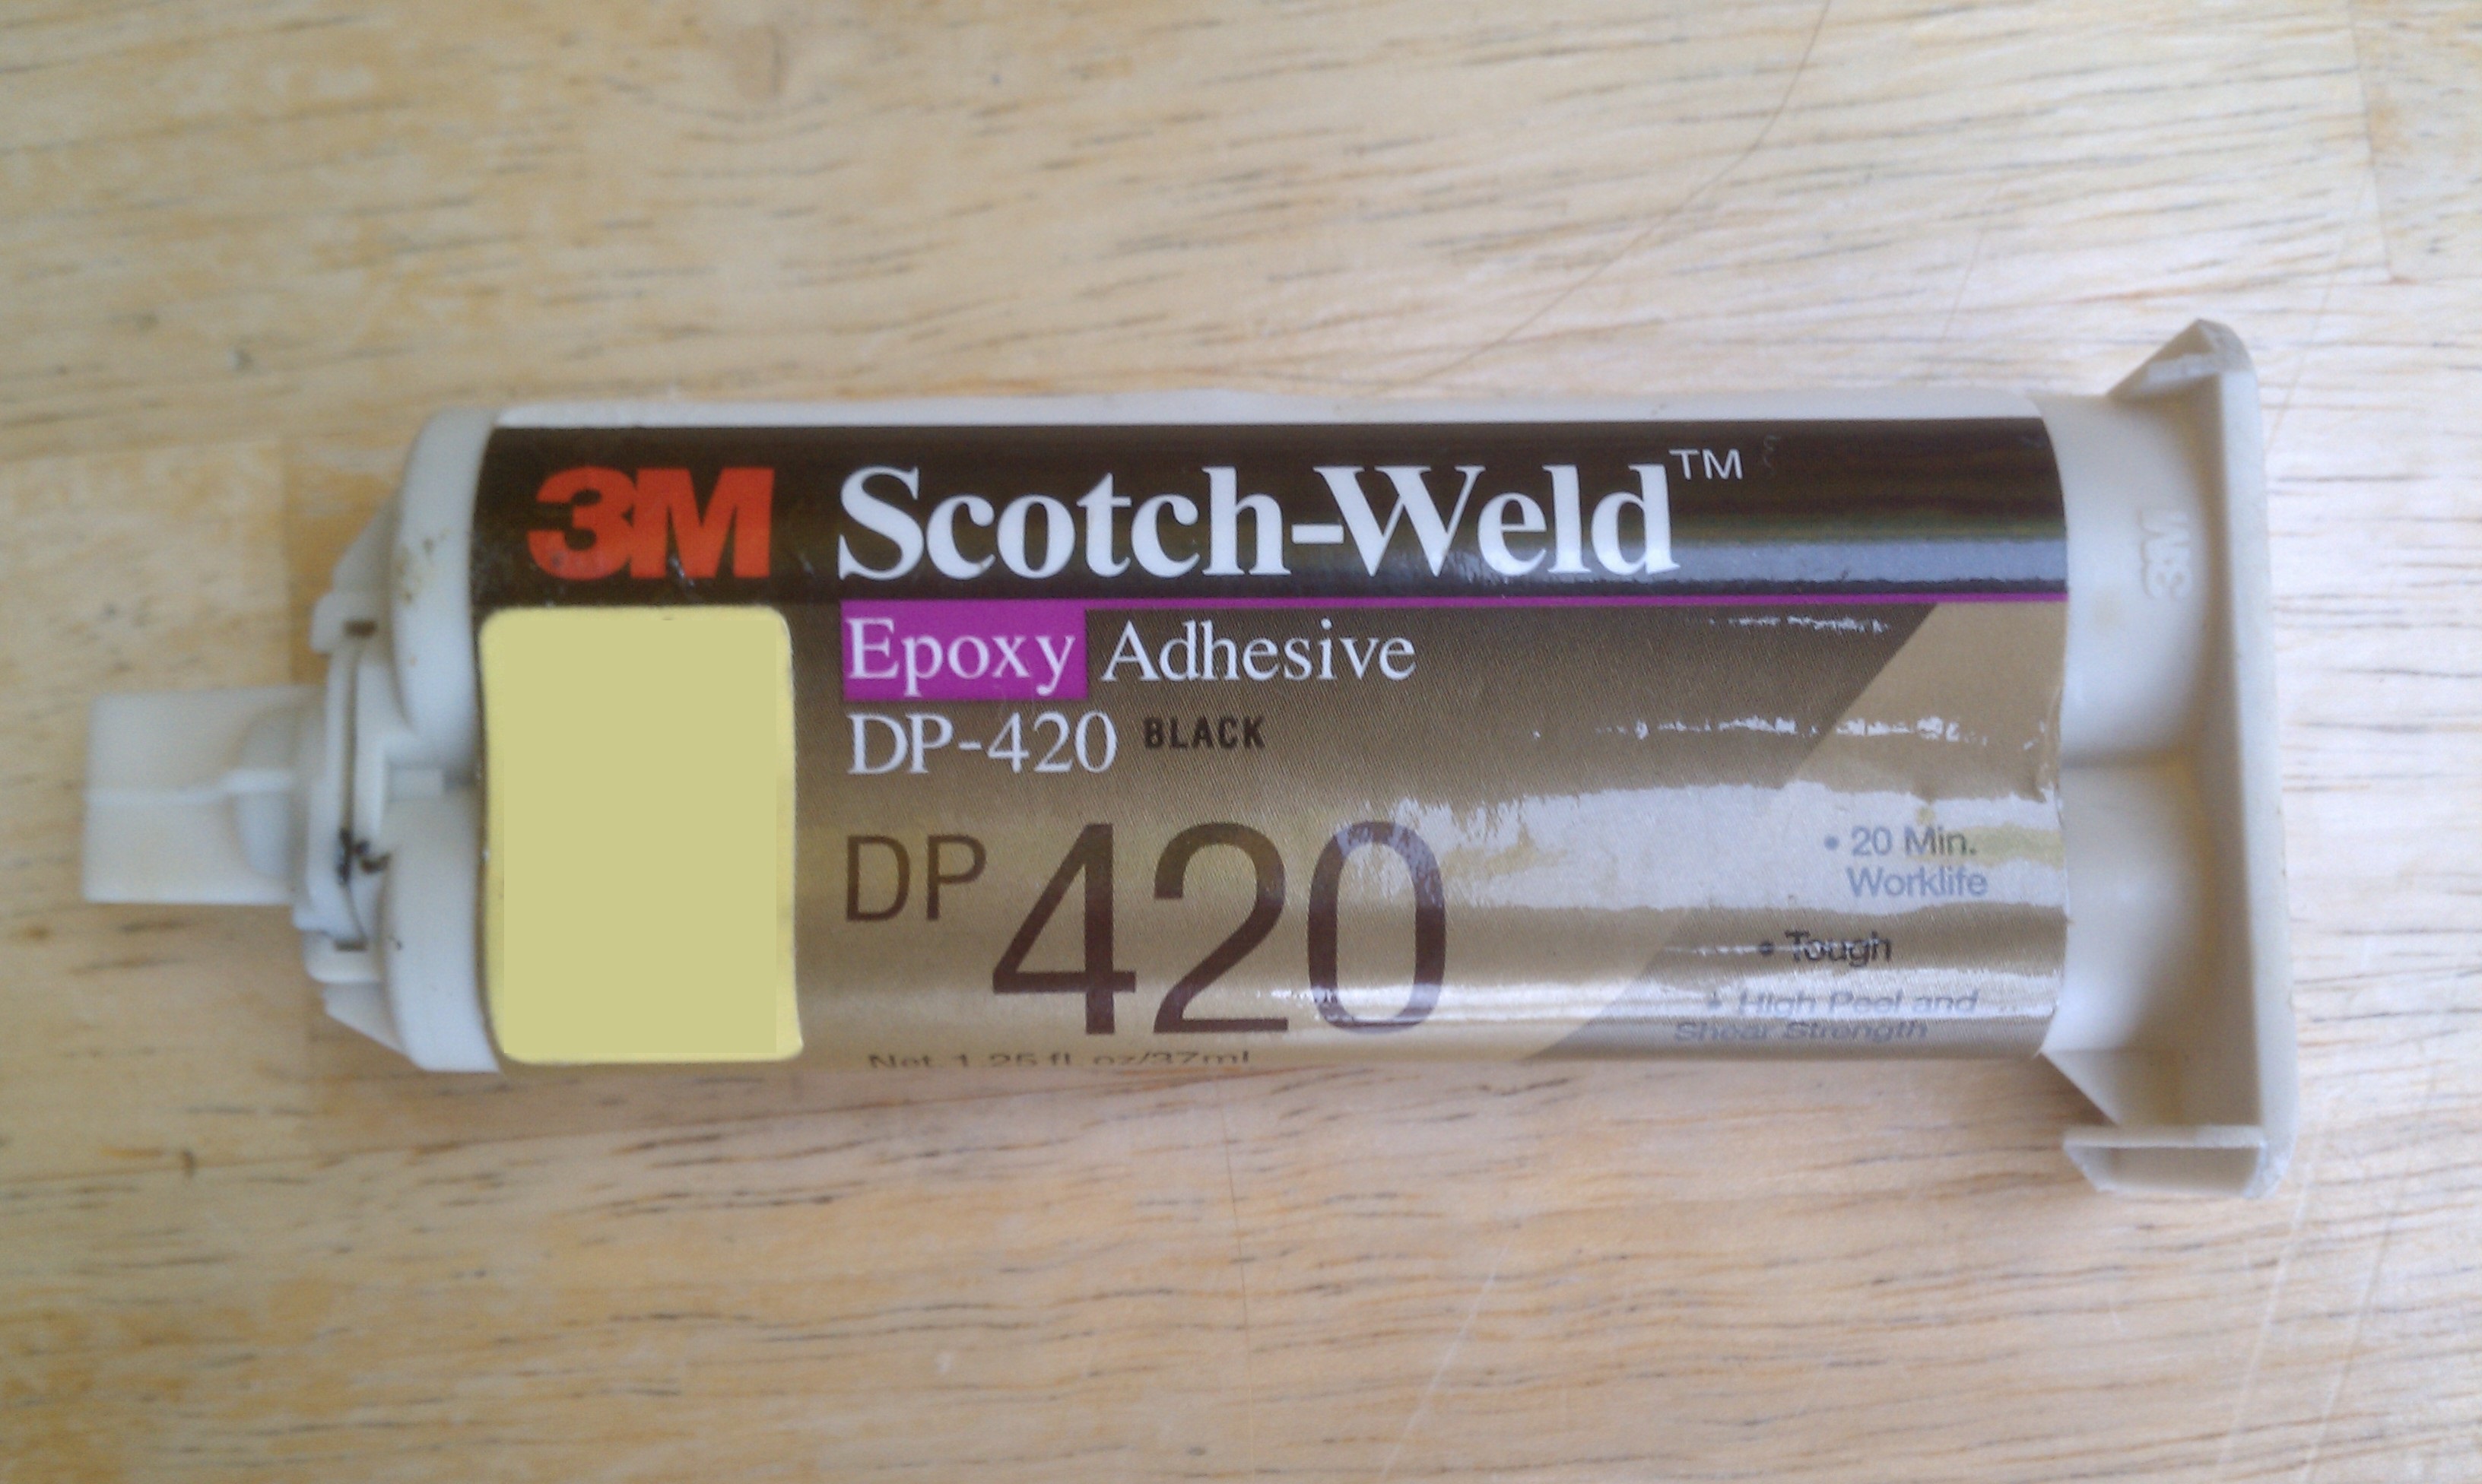 3M Scotch-Weld™
Epoxy Adhesive
DP-420 BLACK
DP 420
• 20 Min.
Worklife
• Tough
• High Peel and
Shear Strength
Net. 1.25 fl. oz/37ml
3M